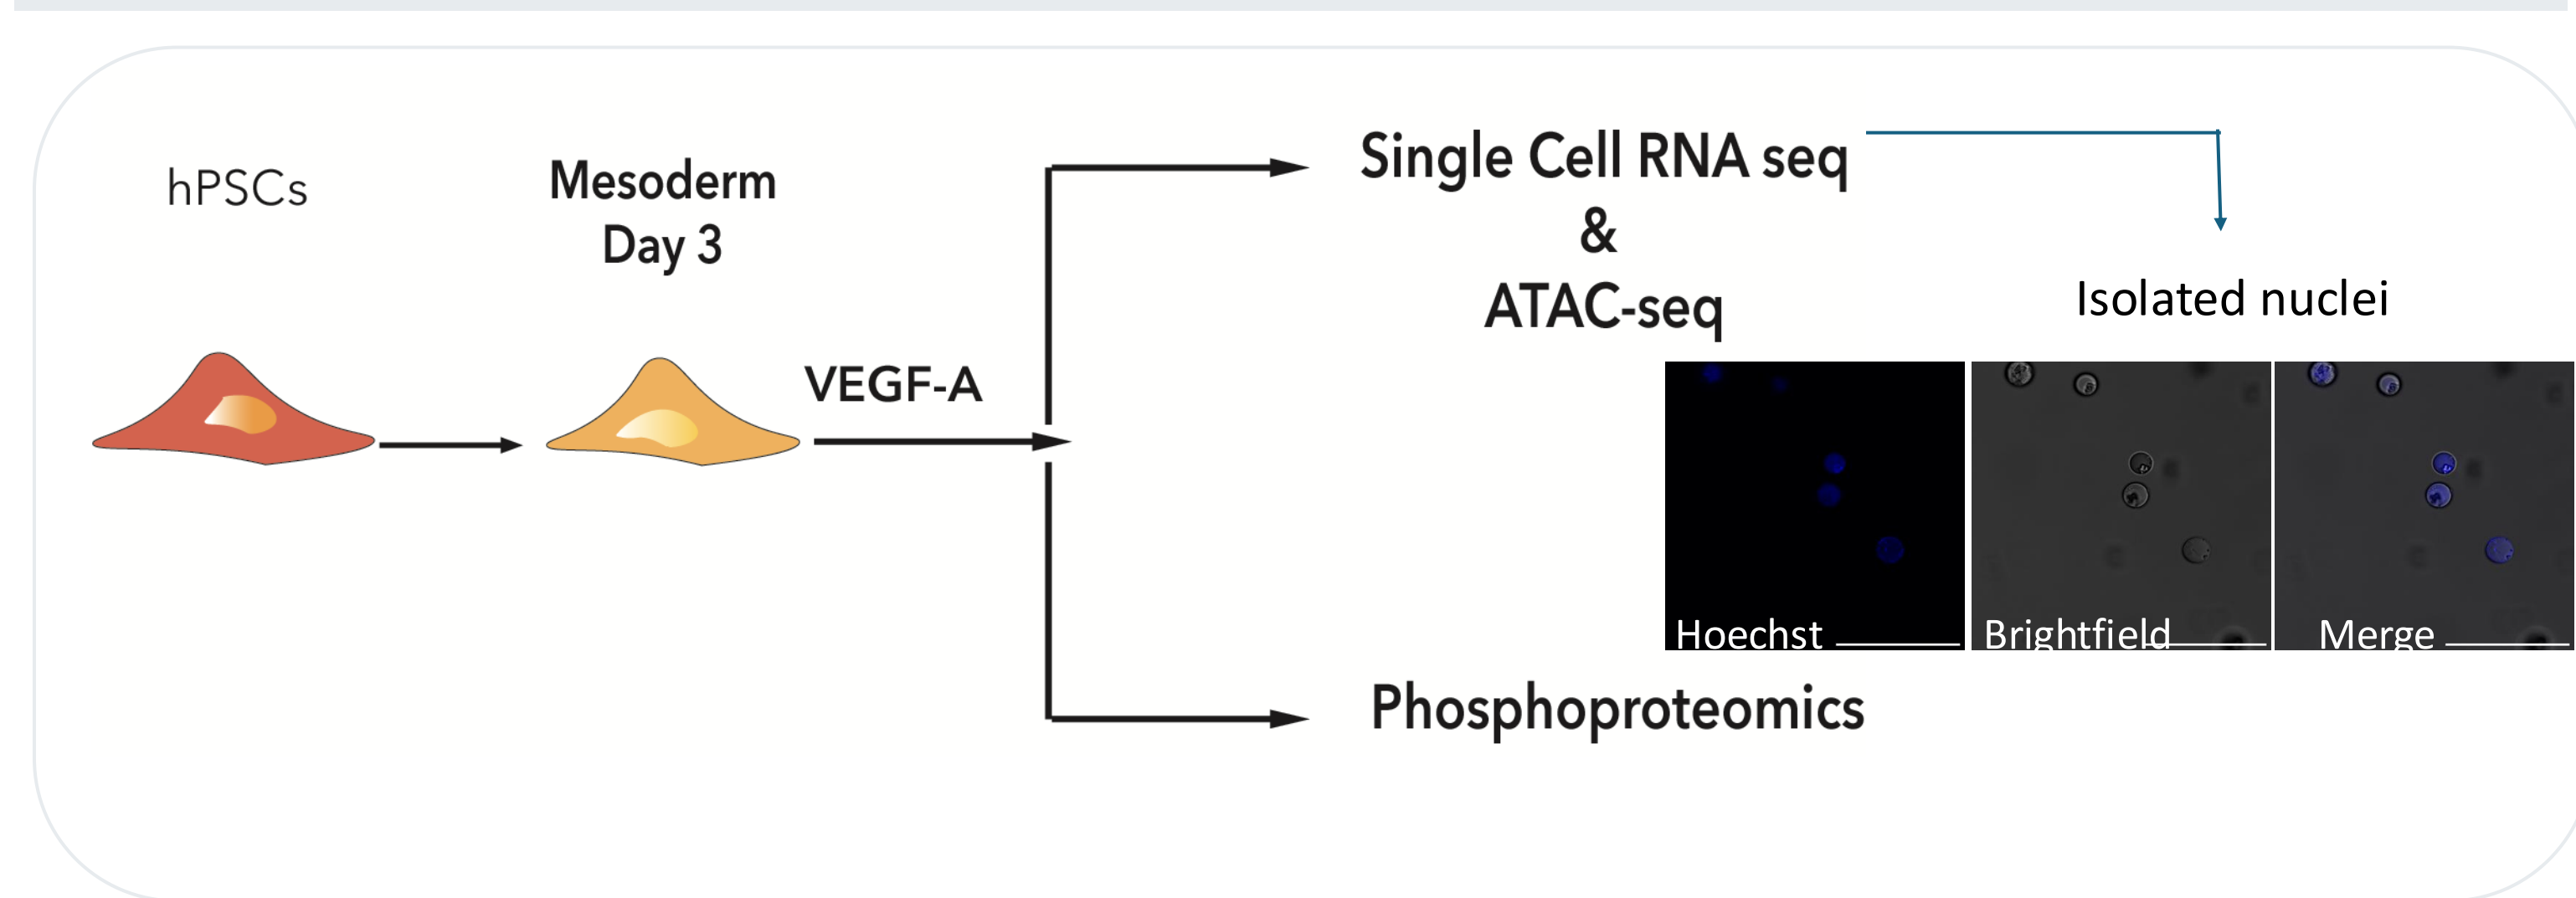 hPSCs
Mesoderm
Day 3
VEGF-A
Single Cell RNA seq
&
ATAC-seq
Isolated nuclei
Hoechst
Brightfield
Merge
Phosphoproteomics